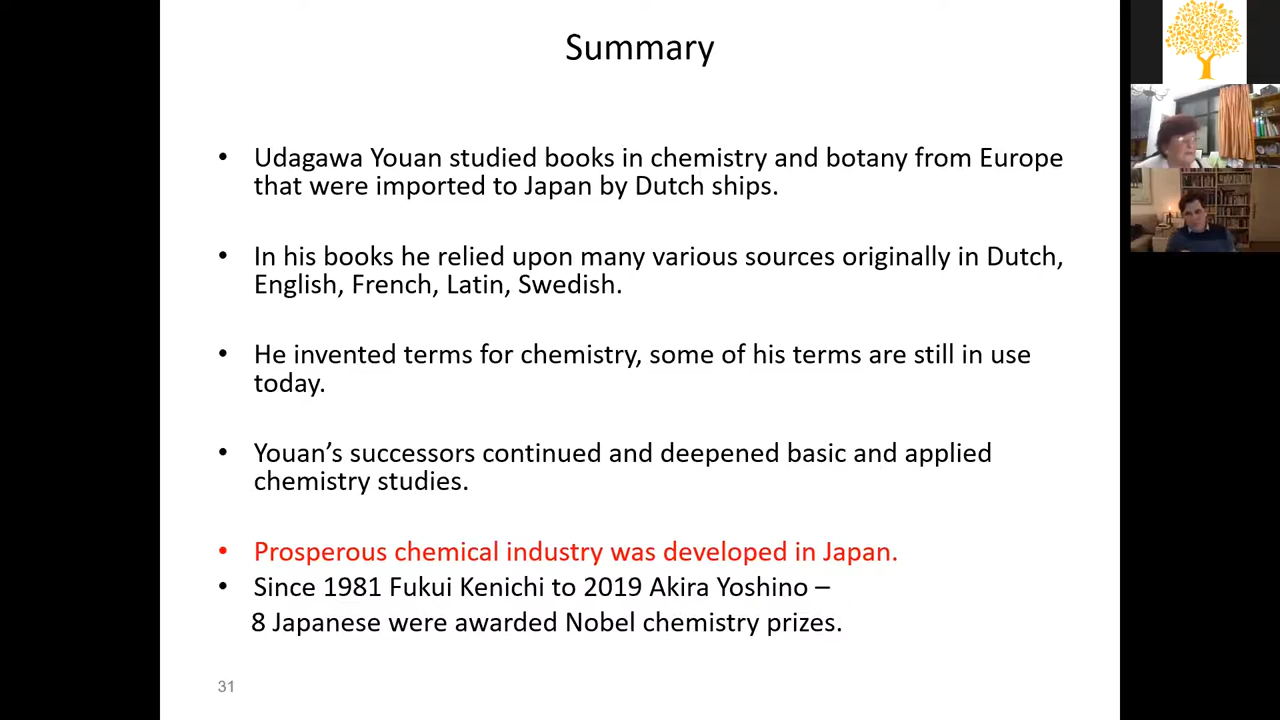 Summary
• Udagawa Youan studied books in chemistry and botany from Europe
that were imported to Japan by Dutch ships.
• In his books he relied upon many various sources originally in Dutch,
English, French, Latin, Swedish.
• He invented terms for chemistry, some of his terms are still in use
today.
• Youan’s successors continued and deepened basic and applied
chemistry studies.
• Prosperous chemical industry was developed in Japan.
• Since 1981 Fukui Kenichi to 2019 Akira Yoshino –
8 Japanese were awarded Nobel chemistry prizes.
31